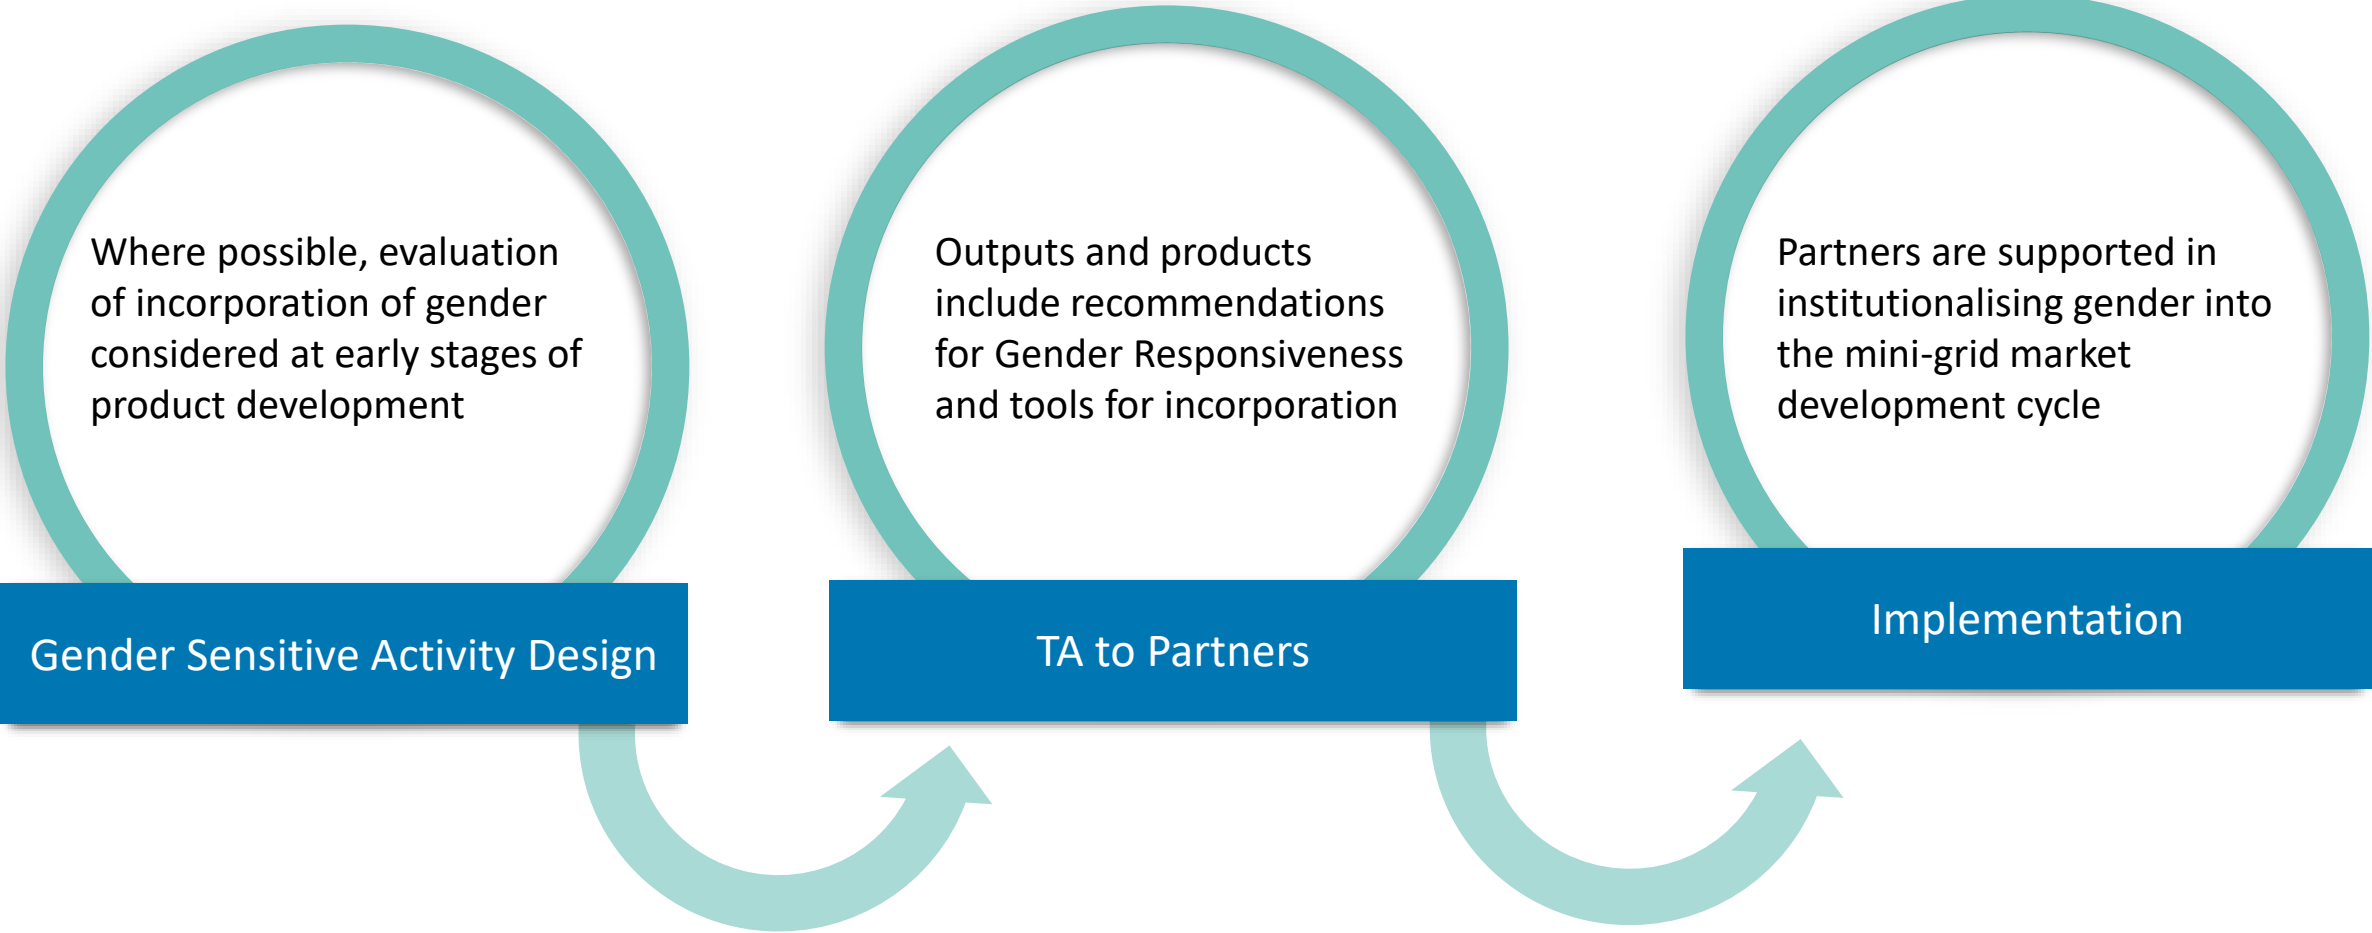 Where possible, evaluation
of incorporation of gender
considered at early stages of
product development
Gender Sensitive Activity Design
Outputs and products
include recommendations
for Gender Responsiveness
and tools for incorporation
TA to Partners
Partners are supported in
institutionalising gender into
the mini-grid market
development cycle
Implementation